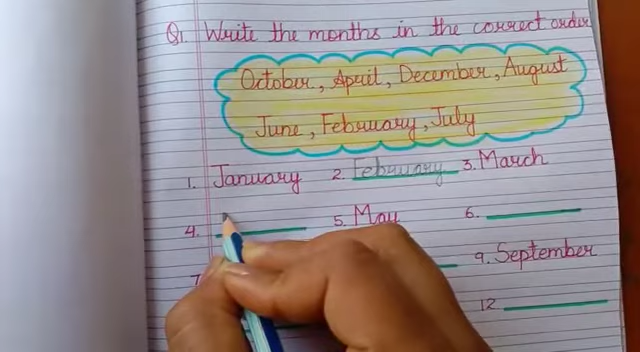 Q1. Write the months in the correct order
October, April, December, August
June, February, July
1. January 2. February 3. March
4. 5. May 6.
7. 9. September
12